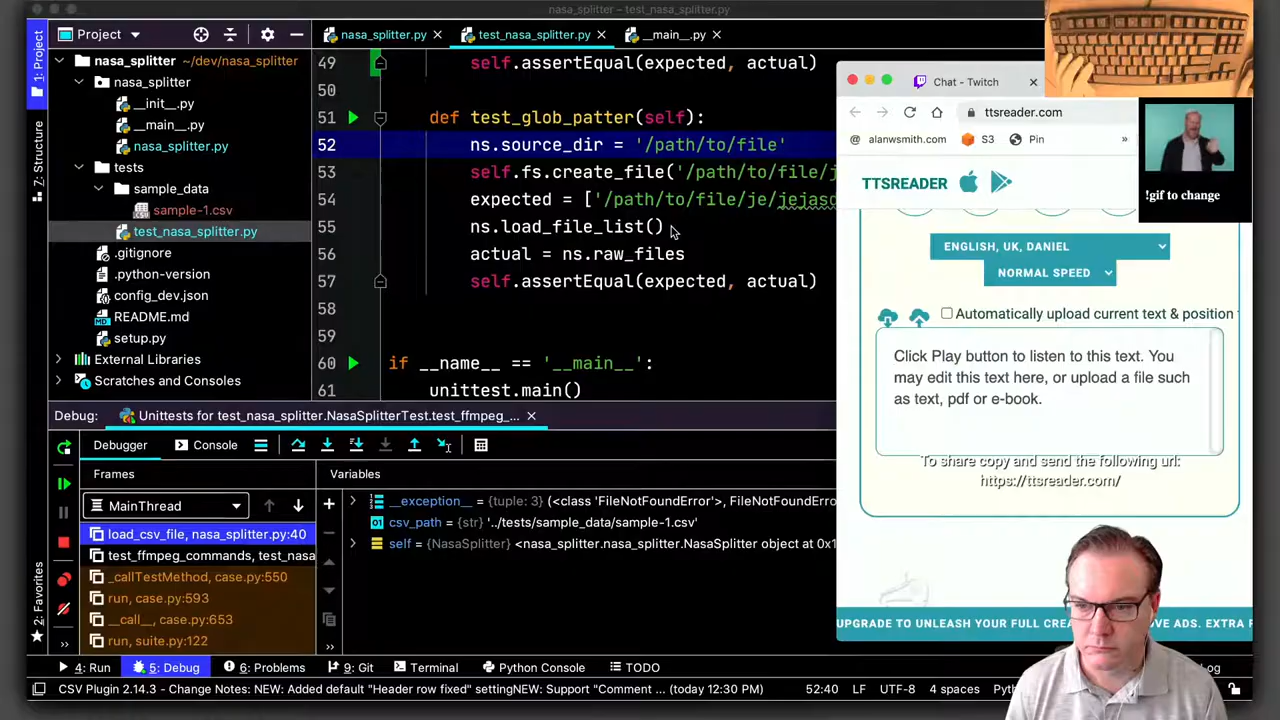 nasa_splitter – test_nasa_splitter.py
Project
nasa_splitter.py
test_nasa_splitter.py
__main__.py
1: Project
7: Structure
2: Favorites
nasa_splitter ~/dev/nasa_splitter
nasa_splitter
__init__.py
__main__.py
nasa_splitter.py
tests
sample_data
sample-1.csv
test_nasa_splitter.py
.gitignore
.python-version
config_dev.json
README.md
setup.py
External Libraries
Scratches and Consoles
49 self.assertEqual(expected, actual)
50
51 def test_glob_patter(self):
52 ns.source_dir = '/path/to/file'
53 self.fs.create_file('/path/to/file/j
54 expected = ['/path/to/file/je/jejaso
55 ns.load_file_list()
56 actual = ns.raw_files
57 self.assertEqual(expected, actual)
58
59
60 if __name__ == '__main__':
61 unittest.main()
Debug: Unittests for test_nasa_splitter.NasaSplitterTest.test_ffmpeg_...
Debugger Console
Frames
Variables
MainThread
load_csv_file, nasa_splitter.py:40
test_ffmpeg_commands, test_nasa
_callTestMethod, case.py:550
run, case.py:593
__call__, case.py:653
run, suite.py:122
__exception__ = {tuple: 3} (<class 'FileNotFoundError'>, FileNotFoundError
csv_path = {str} '../tests/sample_data/sample-1.csv'
self = {NasaSplitter} <nasa_splitter.nasa_splitter.NasaSplitter object at 0x1
4: Run 5: Debug 6: Problems 9: Git Terminal Python Console TODO
CSV Plugin 2.14.3 - Change Notes: NEW: Added default "Header row fixed" settingNEW: Support "Comment ... (today 12:30 PM)
52:40 LF UTF-8 4 spaces
Chat - Twitch
ttsreader.com
alanwsmith.com S3 Pin »
!gif to change
TTSREADER
ENGLISH, UK, DANIEL
NORMAL SPEED
Automatically upload current text & position
Click Play button to listen to this text. You
may edit this text here, or upload a file such
as text, pdf or e-book.
To share copy and send the following url:
https://ttsreader.com/
UPGRADE TO UNLEASH YOUR FULL CREA
OVE ADS. EXTRA